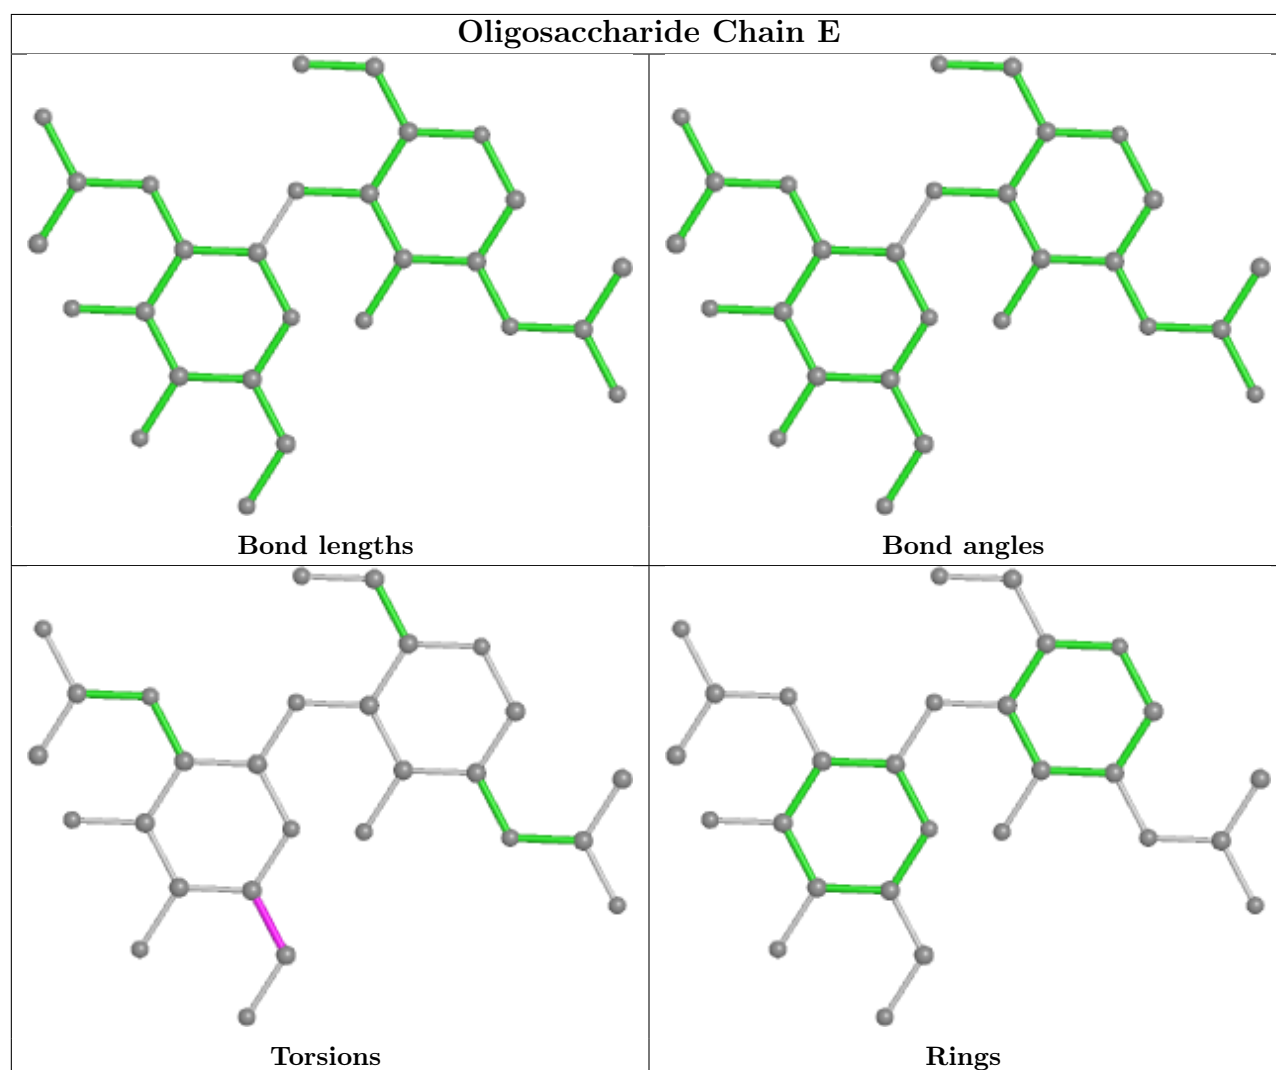 Oligosaccharide Chain E
Bond lengths
Bond angles
Torsions
Rings